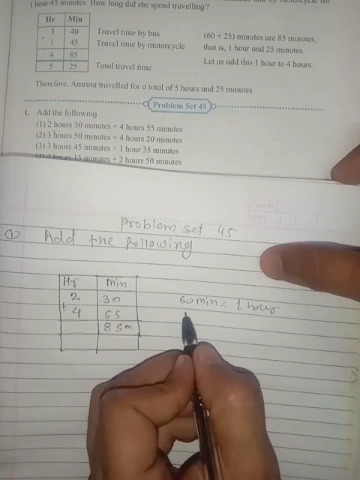 1 hour 45 minutes. How long did she spend travelling?
Hr Min
3 40 Travel time by bus (60 + 25) minutes are 85 minutes,
+ 1 45 Travel time by motorcycle that is, 1 hour and 25 minutes.
4 85 Let us add this 1 hour to 4 hours.
5 25 Total travel time
Therefore, Amruta travelled for a total of 5 hours and 25 minutes
Problem Set 45
1. Add the following
(1) 2 hours 30 minutes + 4 hours 55 minutes
(2) 3 hours 50 minutes + 4 hours 20 minutes
(3) 3 hours 45 minutes + 1 hour 35 minutes
(4) 4 hours 15 minutes + 2 hours 50 minutes
Problem set 45
① Add the following
Hr Min
2 30 60 min = 1 hour
+ 4 55
85m